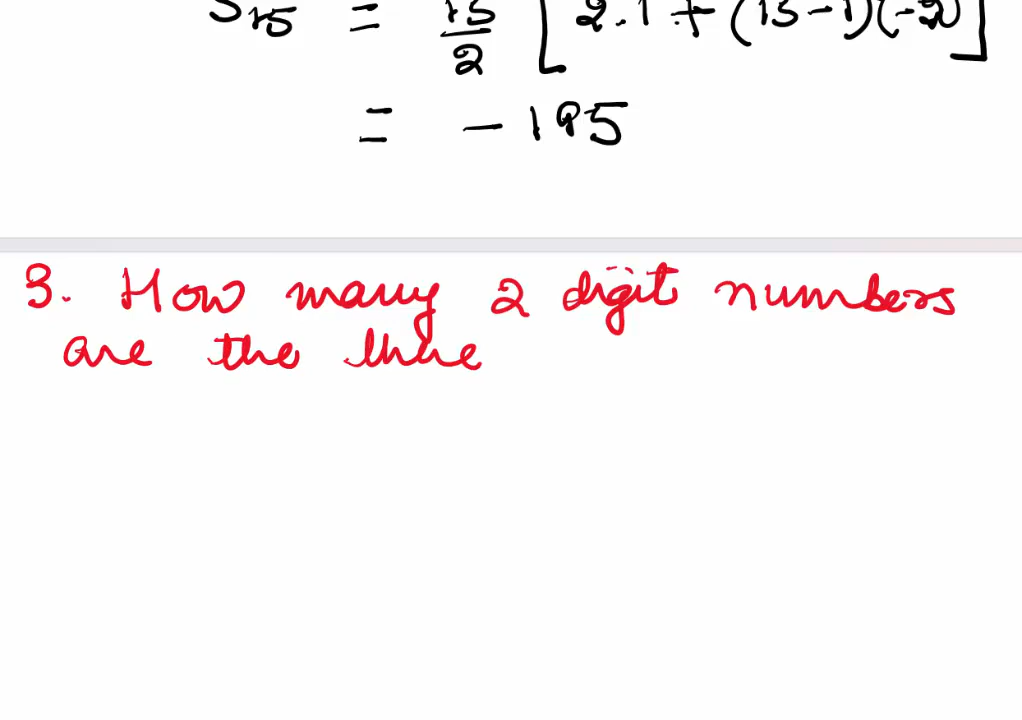 S₁₅ = 15/2 [2.1 + (15-1)(-2)]
= -195
3. How many 2 digit numbers
are the there